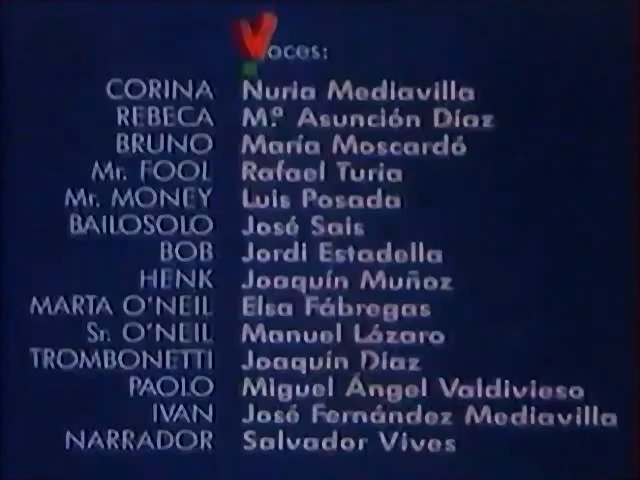 Voces:
CORINA Nuria Mediavilla
REBECA Mª Asunción Díaz
BRUNO María Moscardó
Mr. FOOL Rafael Turia
Mr. MONEY Luis Posada
BAILOSOLO José Sais
BOB Jordi Estadella
HENK Joaquín Muñoz
MARTA O'NEIL Elsa Fábregas
Sr. O'NEIL Manuel Lázaro
TROMBONETTI Joaquín Díaz
PAOLO Miguel Ángel Valdivieso
IVAN José Fernández Mediavilla
NARRADOR Salvador Vives